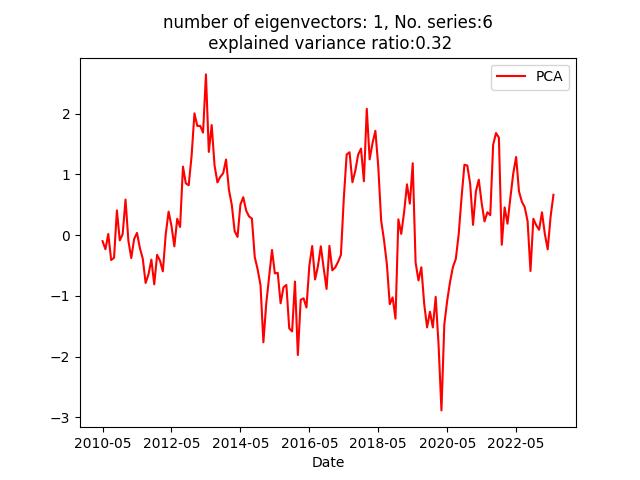 number of eigenvectors: 1, No. series:6
explained variance ratio:0.32
PCA
2
1
0
−1
−2
−3
2010-05 2012-05 2014-05 2016-05 2018-05 2020-05 2022-05
Date